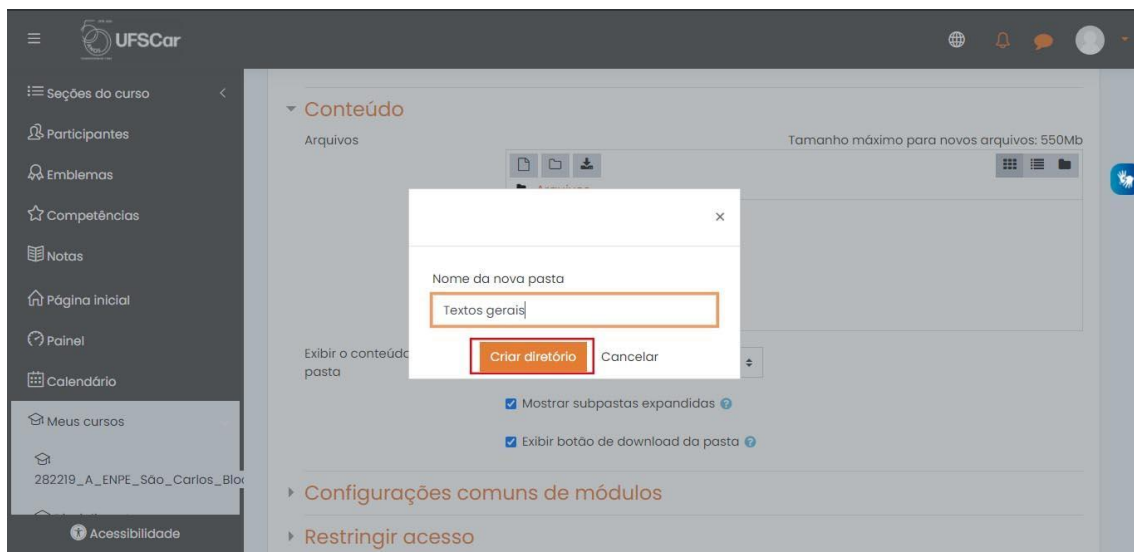 UFSCar
Seções do curso
Participantes
Emblemas
Competências
Notas
Página inicial
Painel
Calendário
Meus cursos
282219_A_ENPE_São_Carlos_Blo
Acessibilidade
Conteúdo
Arquivos
Tamanho máximo para novos arquivos: 550Mb
Arquivos
Nome da nova pasta
Textos gerais
Criar diretório Cancelar
Exibir o conteúdo
pasta
Mostrar subpastas expandidas
Exibir botão de download da pasta
Configurações comuns de módulos
Restringir acesso